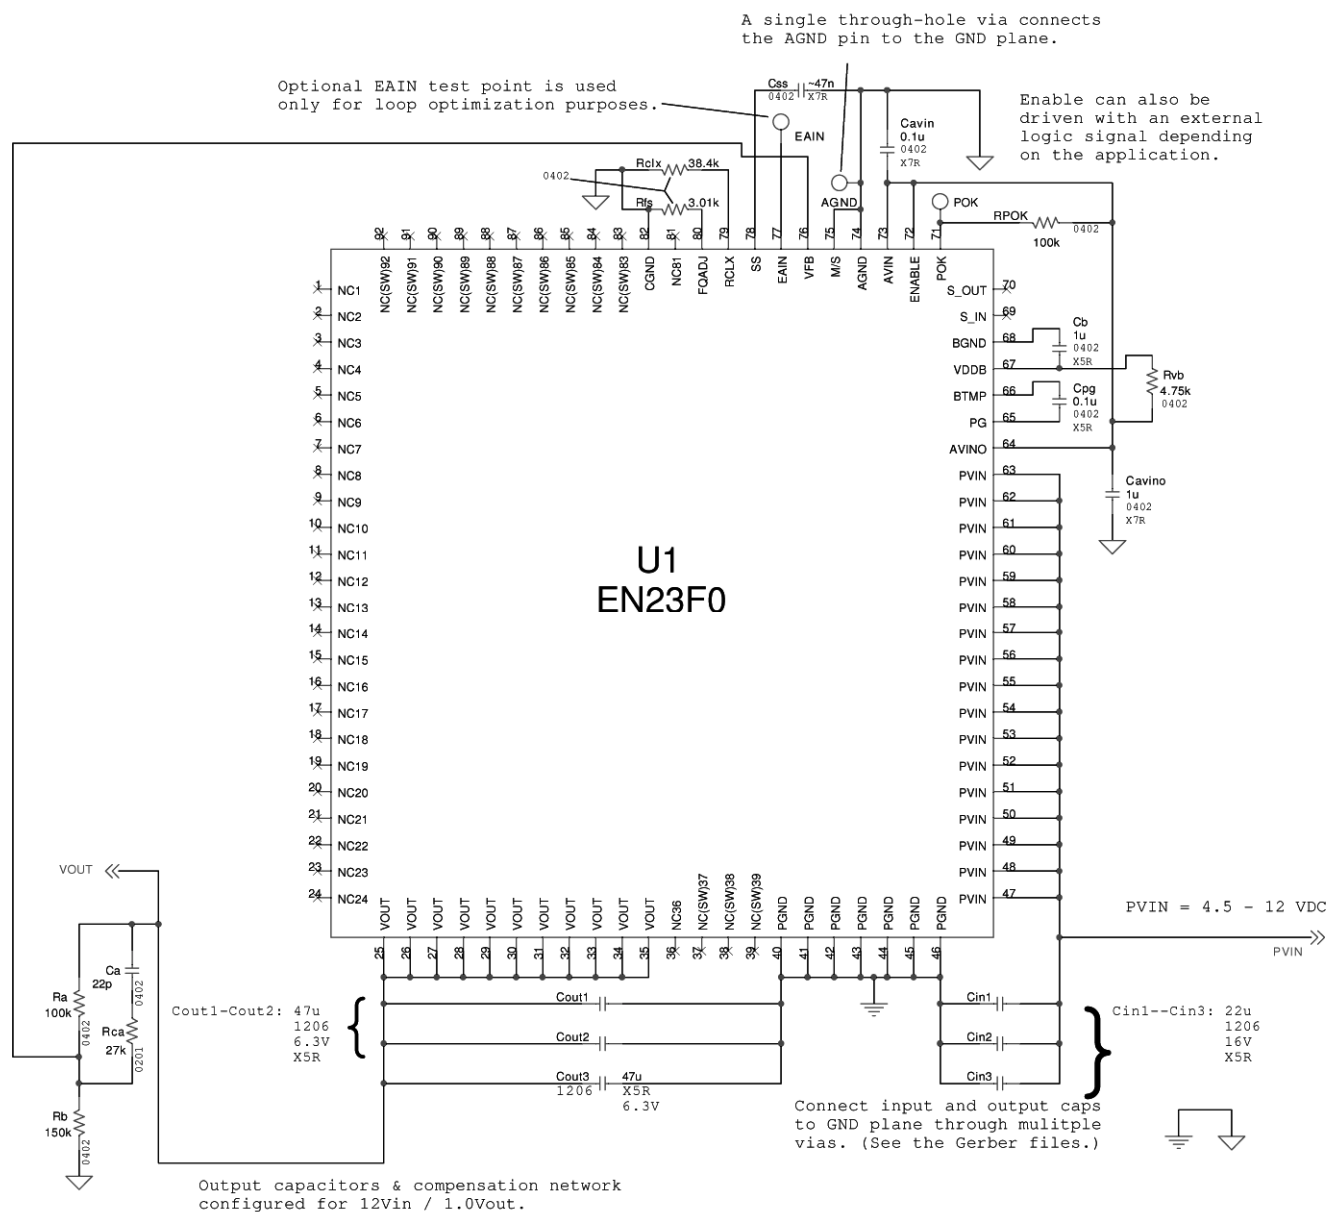 A single through-hole via connects
the AGND pin to the GND plane.
Optional EAIN test point is used
only for loop optimization purposes.
Css
~47n
0402
X7R
Enable can also be
driven with an external
logic signal depending
on the application.
Cavin
0.1u
0402
X7R
EAIN
AGND
POK
RPOK
0402
100k
0402
Rclx
38.4k
Rfs
3.01k
92
91
90
89
88
87
86
85
84
83
82
81
80
79
78
77
76
75
74
73
72
71
NC(SW)92
NC(SW)91
NC(SW)90
NC(SW)89
NC(SW)88
NC(SW)87
NC(SW)86
NC(SW)85
NC(SW)84
NC(SW)83
CGND
NC81
FQADJ
RCLX
SS
EAIN
VFB
M/S
AGND
AVIN
ENABLE
POK
1 NC1
2 NC2
3 NC3
4 NC4
5 NC5
6 NC6
7 NC7
8 NC8
9 NC9
10 NC10
11 NC11
12 NC12
13 NC13
14 NC14
15 NC15
16 NC16
17 NC17
18 NC18
19 NC19
20 NC20
21 NC21
22 NC22
23 NC23
24 NC24
U1
EN23F0
S_OUT 70
S_IN 69
BGND 68
VDDB 67
BTMP 66
PG 65
AVINO 64
PVIN 63
PVIN 62
PVIN 61
PVIN 60
PVIN 59
PVIN 58
PVIN 57
PVIN 56
PVIN 55
PVIN 54
PVIN 53
PVIN 52
PVIN 51
PVIN 50
PVIN 49
PVIN 48
PVIN 47
Cb
1u
0402
X5R
Cpg
0.1u
0402
X5R
Rvb
4.75k
0402
Cavino
1u
0402
X7R
VOUT
VOUT
VOUT
VOUT
VOUT
VOUT
VOUT
VOUT
VOUT
VOUT
VOUT
NC36
NC(SW)37
NC(SW)38
NC(SW)39
PGND
PGND
PGND
PGND
PGND
PGND
PGND
25
26
27
28
29
30
31
32
33
34
35
36
37
38
39
40
41
42
43
44
45
46
VOUT
PVIN = 4.5 - 12 VDC
PVIN
Ca
22p
0402
Ra
100k
0402
Rca
27k
0201
Rb
150k
0402
Cout1-Cout2: 47u
1206
6.3V
X5R
Cout1
Cout2
Cout3
1206
47u
X5R
6.3V
Cin1
Cin2
Cin3
Cin1--Cin3: 22u
1206
16V
X5R
Connect input and output caps
to GND plane through mulitple
vias. (See the Gerber files.)
Output capacitors & compensation network
configured for 12Vin / 1.0Vout.